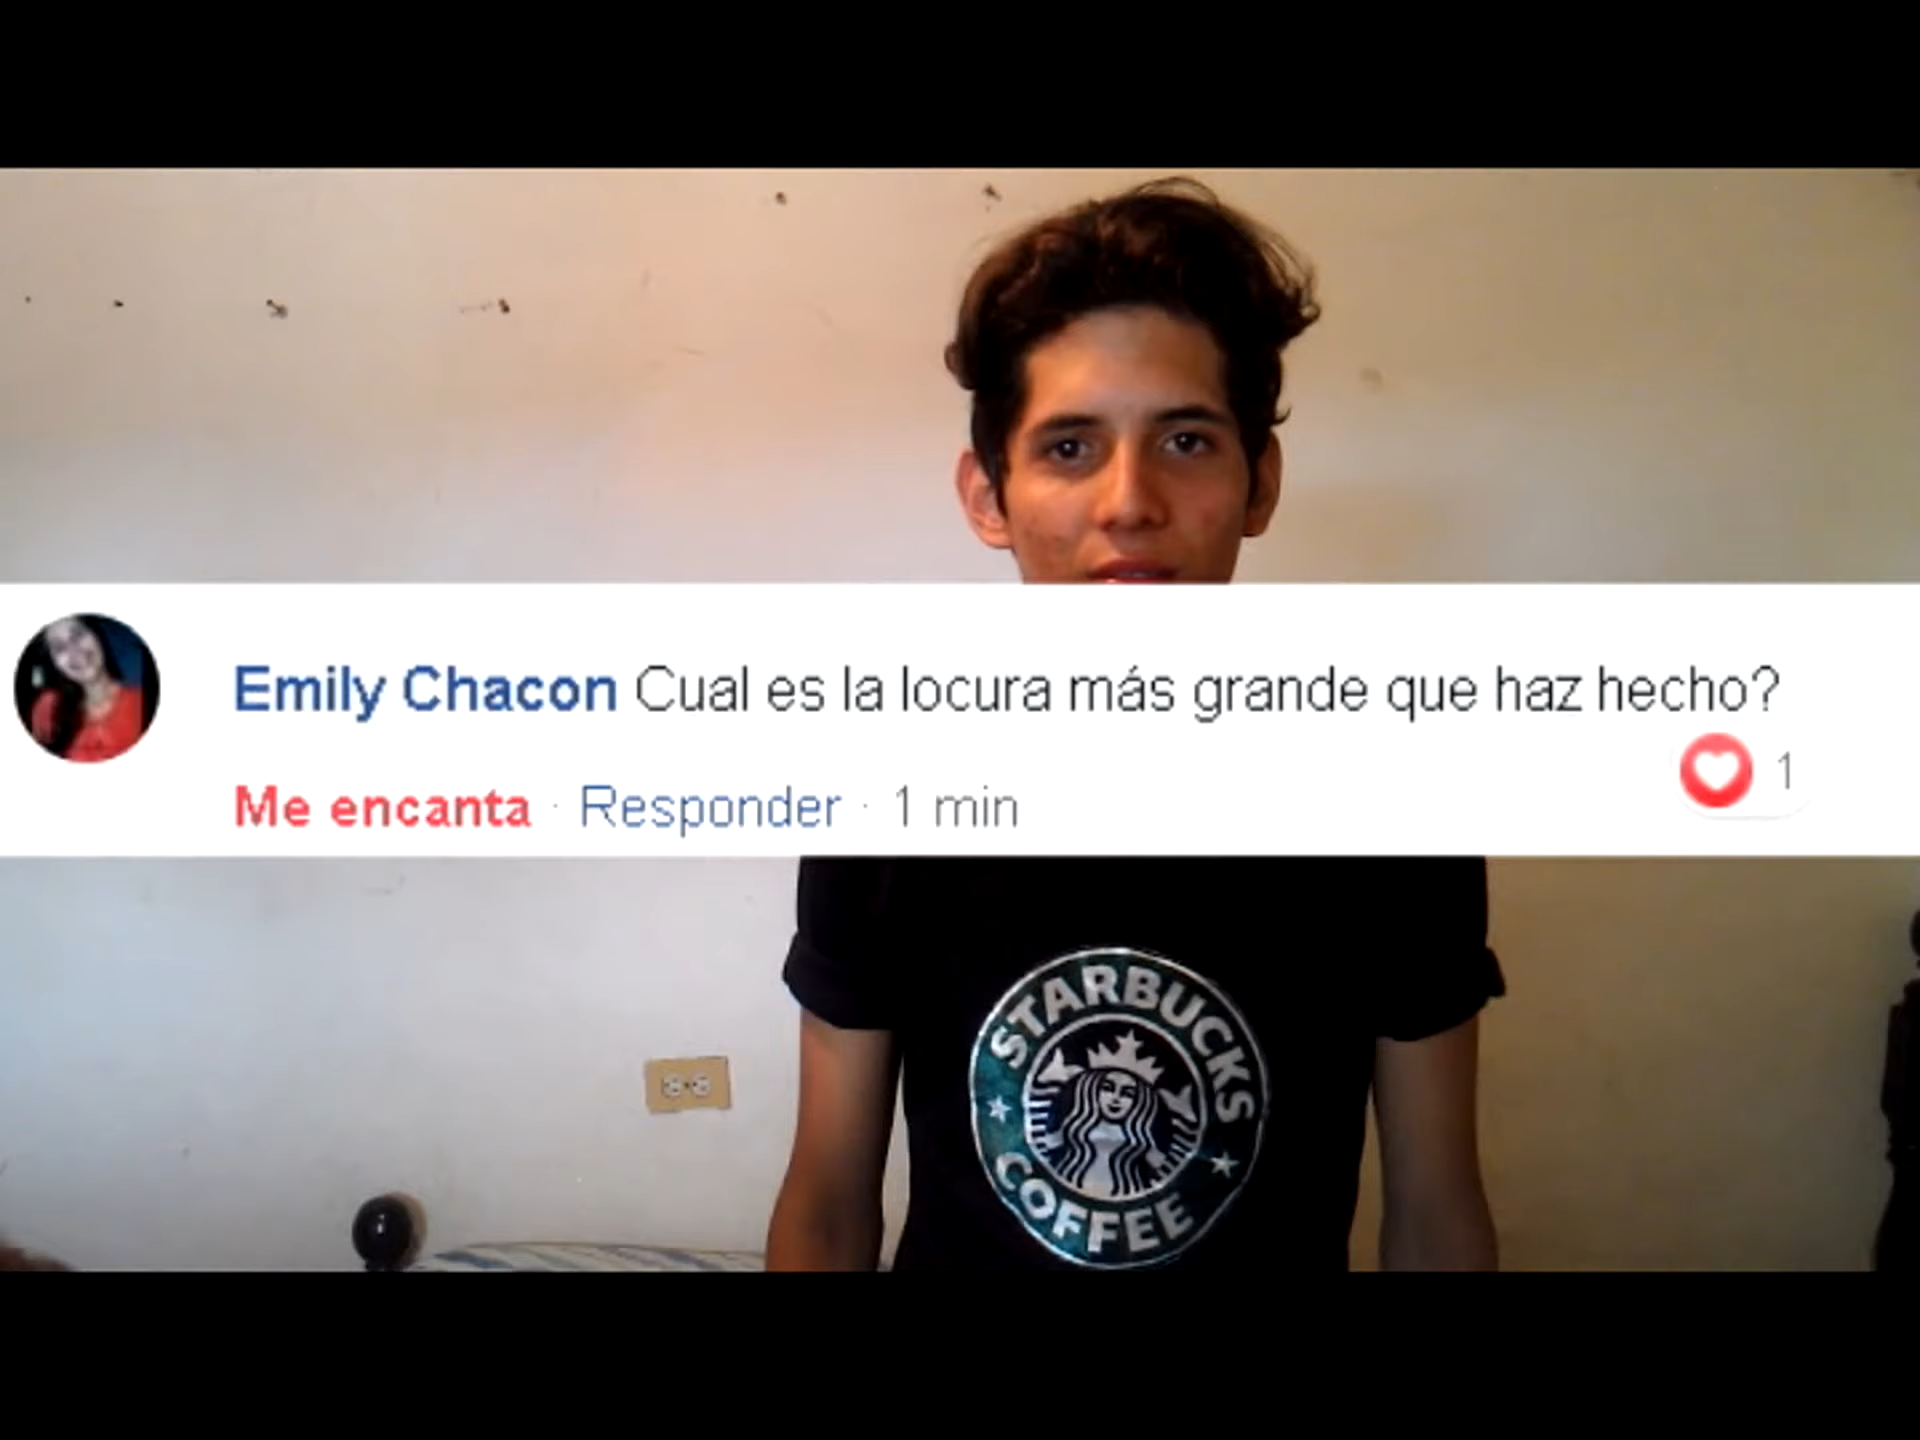 Emily Chacon Cual es la locura más grande que haz hecho?
1
Me encanta · Responder · 1 min
STARBUCKS
COFFEE